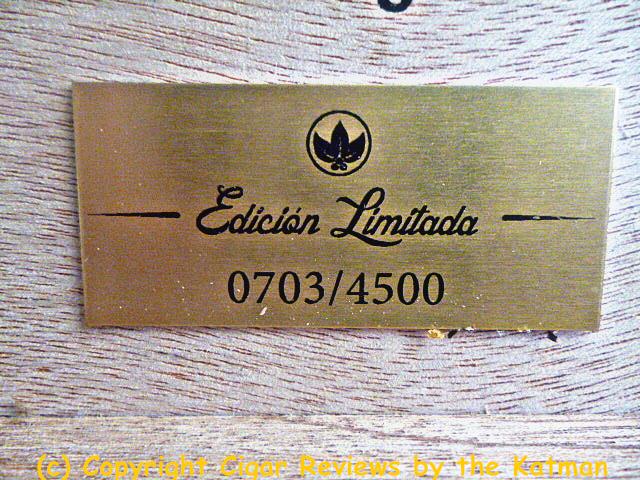 Edición Limitada
0703/4500
(c) Copyright Cigar Reviews by the Katman